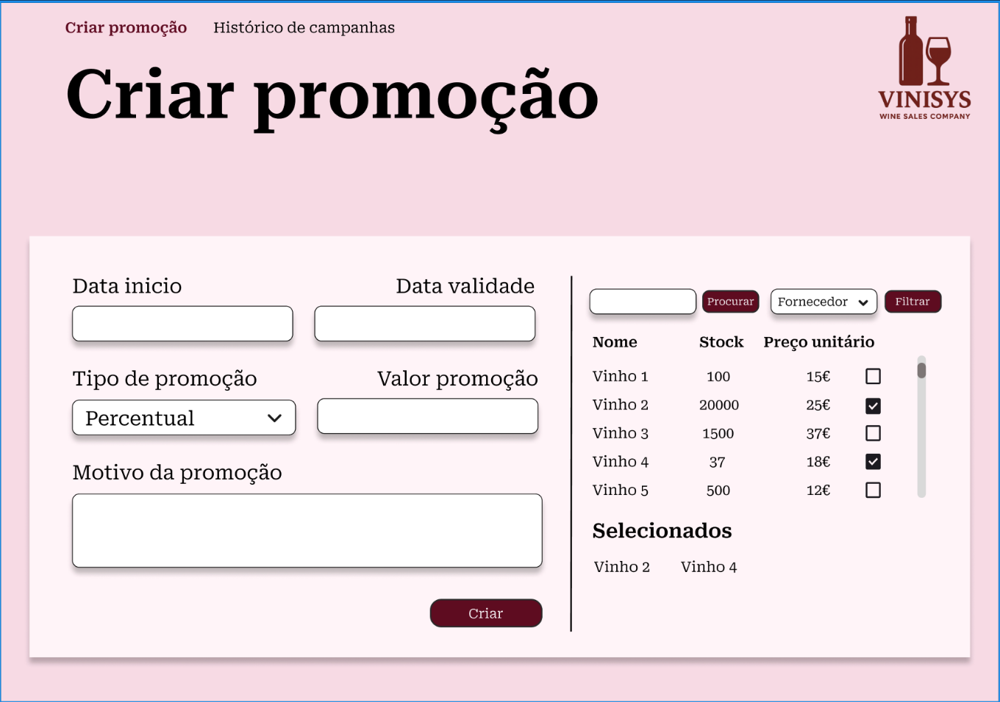 Criar promoção Histórico de campanhas
Criar promoção
VINISYS
WINE SALES COMPANY
Data inicio Data validade
Tipo de promoção Valor promoção
Percentual
Motivo da promoção
Criar
Procurar Fornecedor Filtrar
Nome Stock Preço unitário
Vinho 1 100 15€
Vinho 2 20000 25€
Vinho 3 1500 37€
Vinho 4 37 18€
Vinho 5 500 12€
Selecionados
Vinho 2 Vinho 4